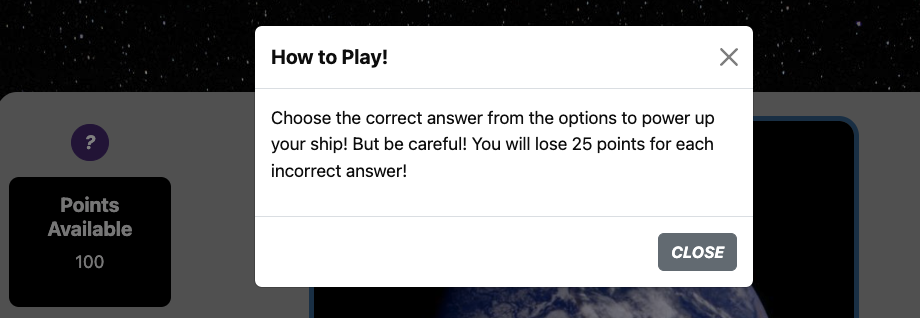 How to Play!
Choose the correct answer from the options to power up
your ship! But be careful! You will lose 25 points for each
incorrect answer!
CLOSE
?
Points
Available
100